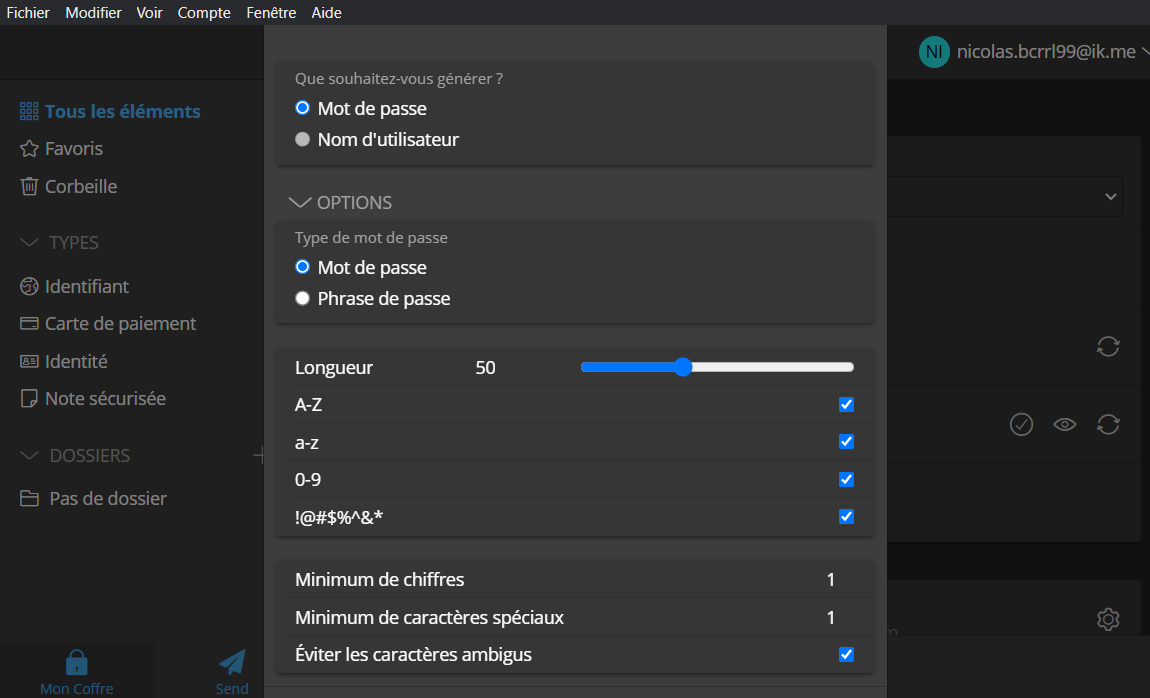 Fichier Modifier Voir Compte Fenêtre Aide
NI nicolas.bcrrl99@ik.me
Tous les éléments
Favoris
Corbeille
TYPES
Identifiant
Carte de paiement
Identité
Note sécurisée
DOSSIERS
Pas de dossier
Mon Coffre
Send
Que souhaitez-vous générer ?
Mot de passe
Nom d'utilisateur
OPTIONS
Type de mot de passe
Mot de passe
Phrase de passe
Longueur 50
A-Z
a-z
0-9
!@#$%^&*
Minimum de chiffres 1
Minimum de caractères spéciaux 1
Éviter les caractères ambigus